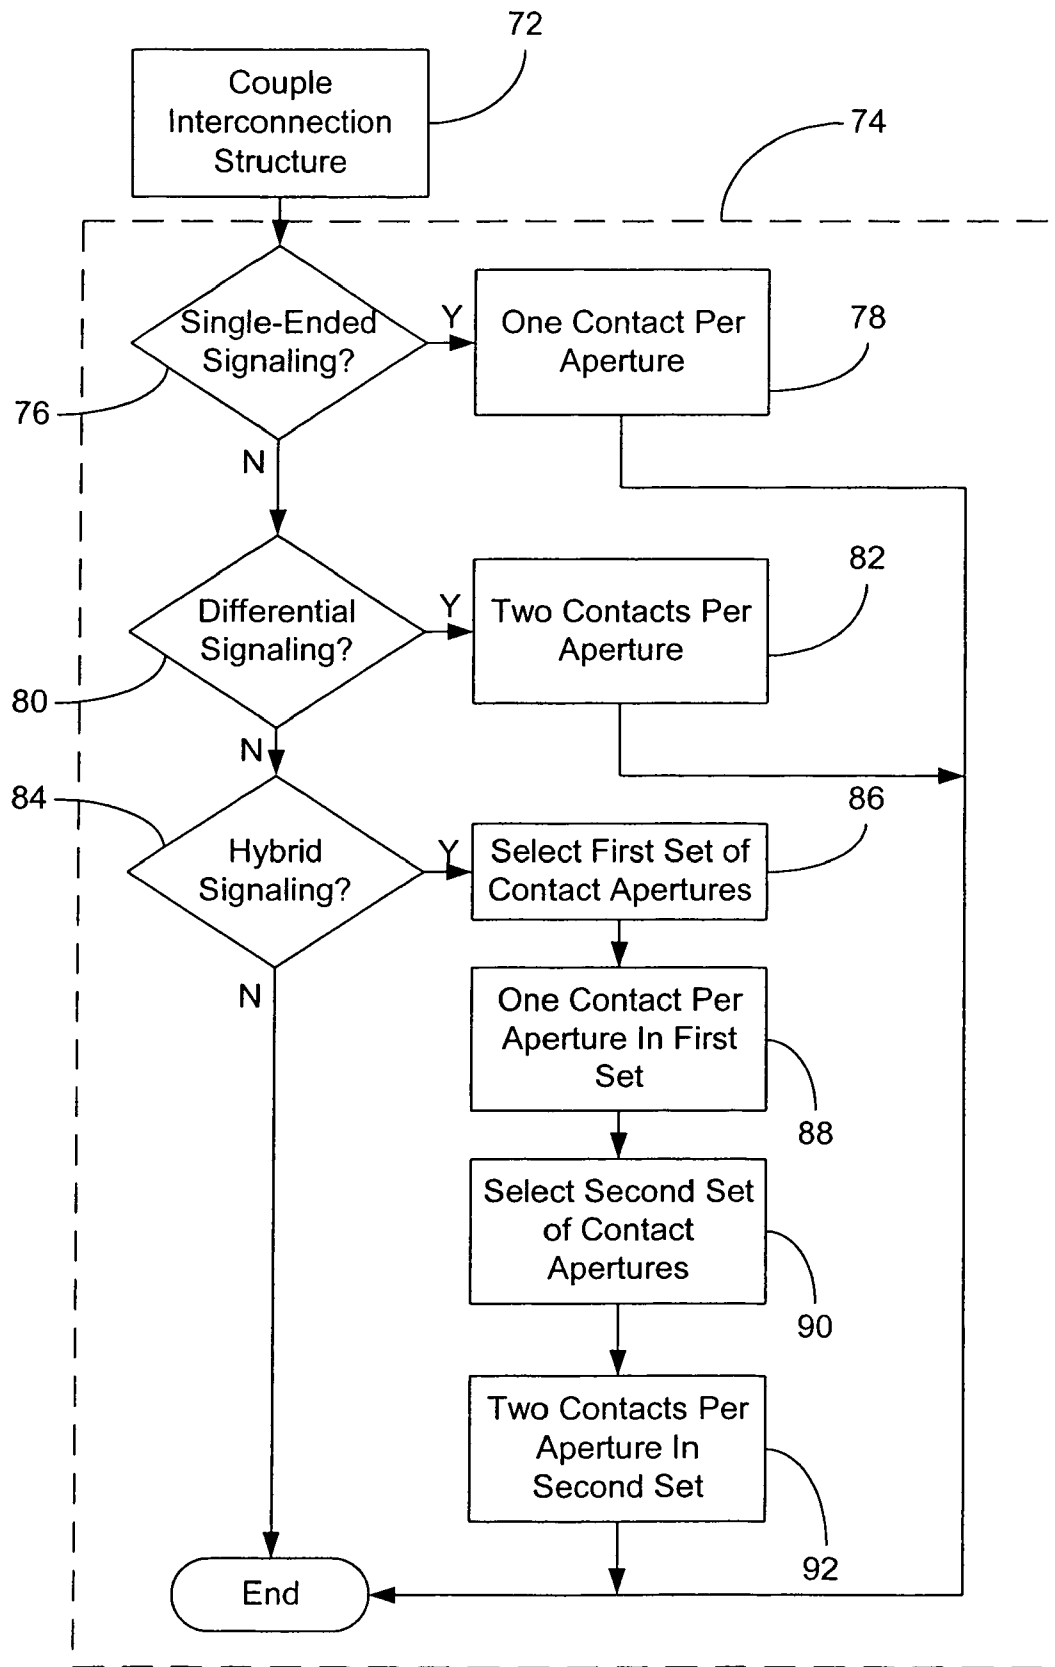 72
Couple
Interconnection
Structure
74
Single-Ended
Signaling?
Y
One Contact Per
Aperture
78
76
N
Differential
Signaling?
Y
Two Contacts Per
Aperture
82
80
N
84
Hybrid
Signaling?
Y
Select First Set of
Contact Apertures
86
N
One Contact Per
Aperture In First
Set
88
Select Second Set
of Contact
Apertures
90
Two Contacts Per
Aperture In
Second Set
92
End